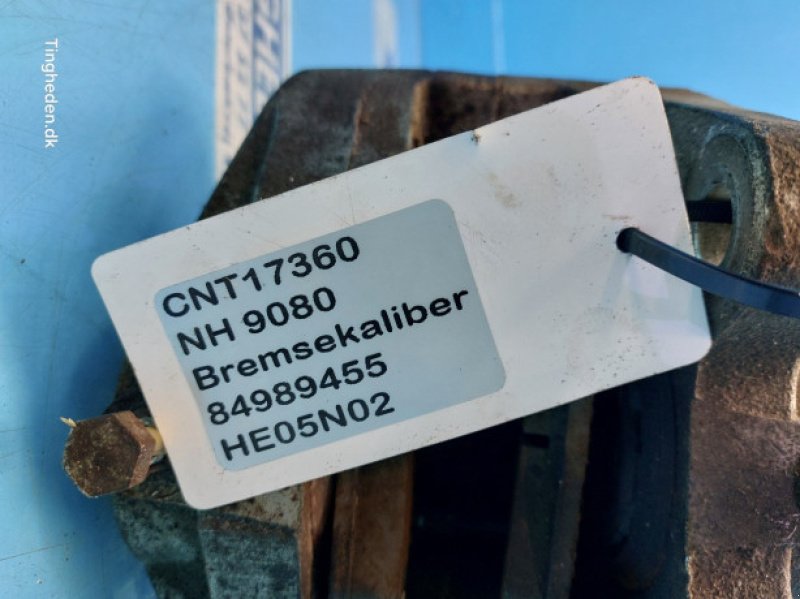 Tingheden.dk
CNT17360
NH 9080
Bremsekaliber
84989455
HE05N02